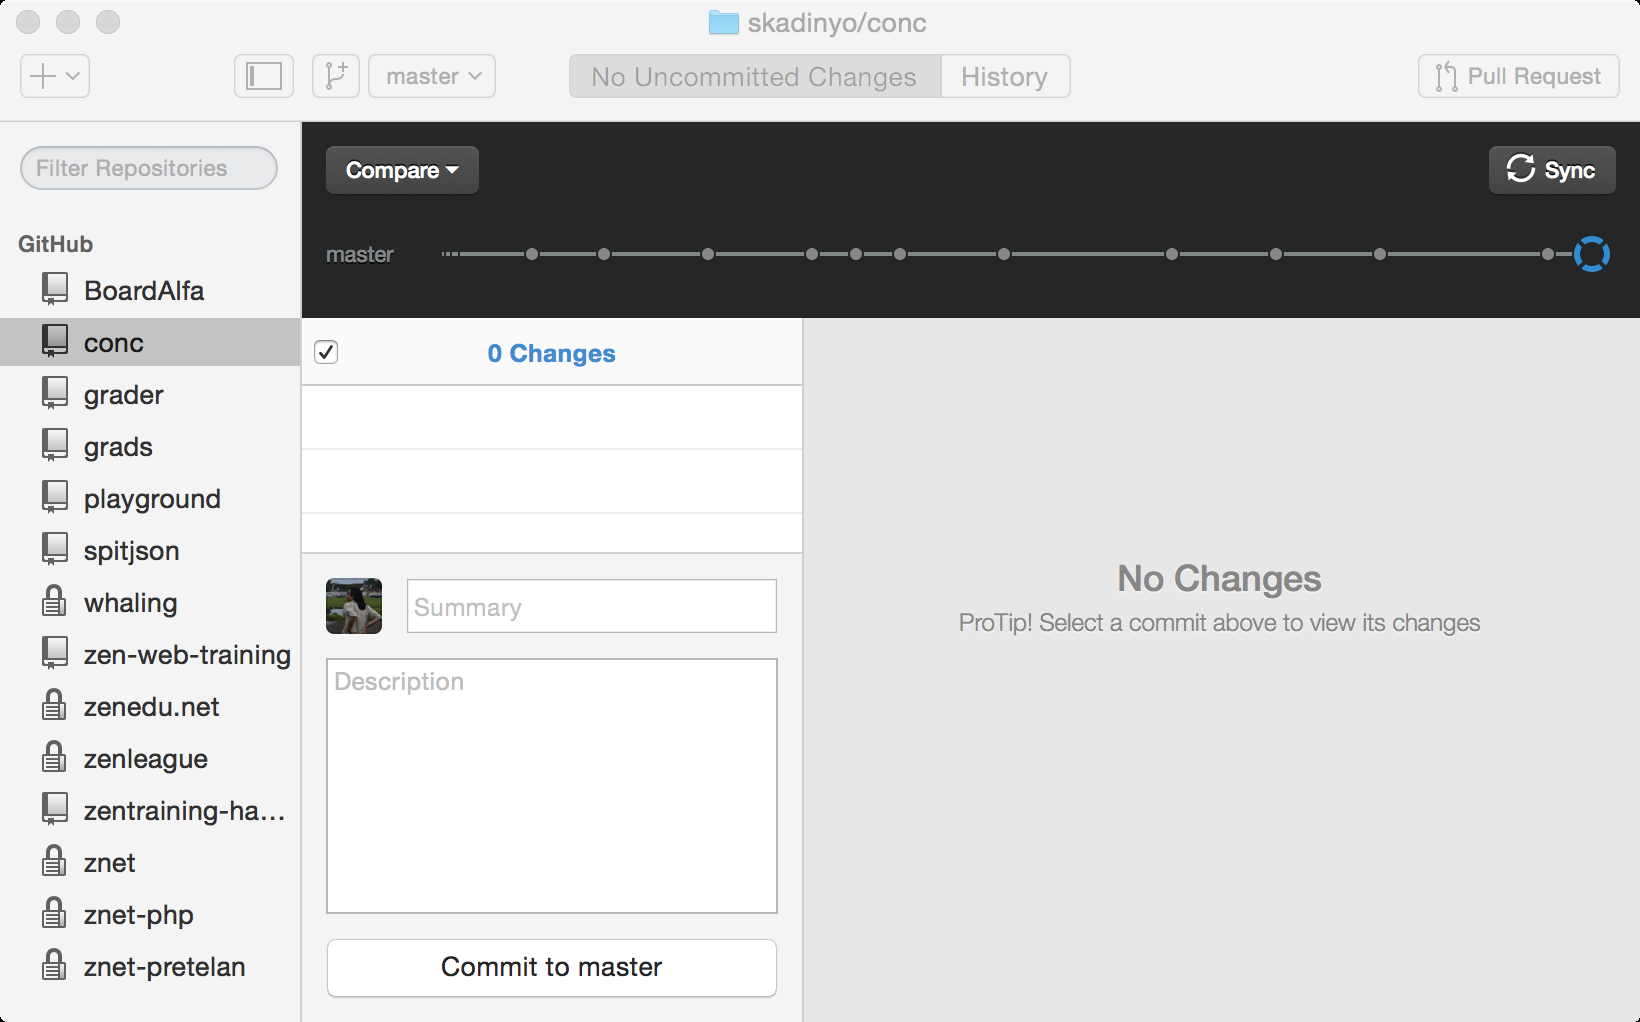 skadinyo/conc
master
No Uncommitted Changes
History
Pull Request
Filter Repositories
GitHub
BoardAlfa
conc
grader
grads
playground
spitjson
whaling
zen-web-training
zenedu.net
zenleague
zentraining-ha...
znet
znet-php
znet-pretelan
Compare
Sync
master
0 Changes
Summary
Description
Commit to master
No Changes
ProTip! Select a commit above to view its changes